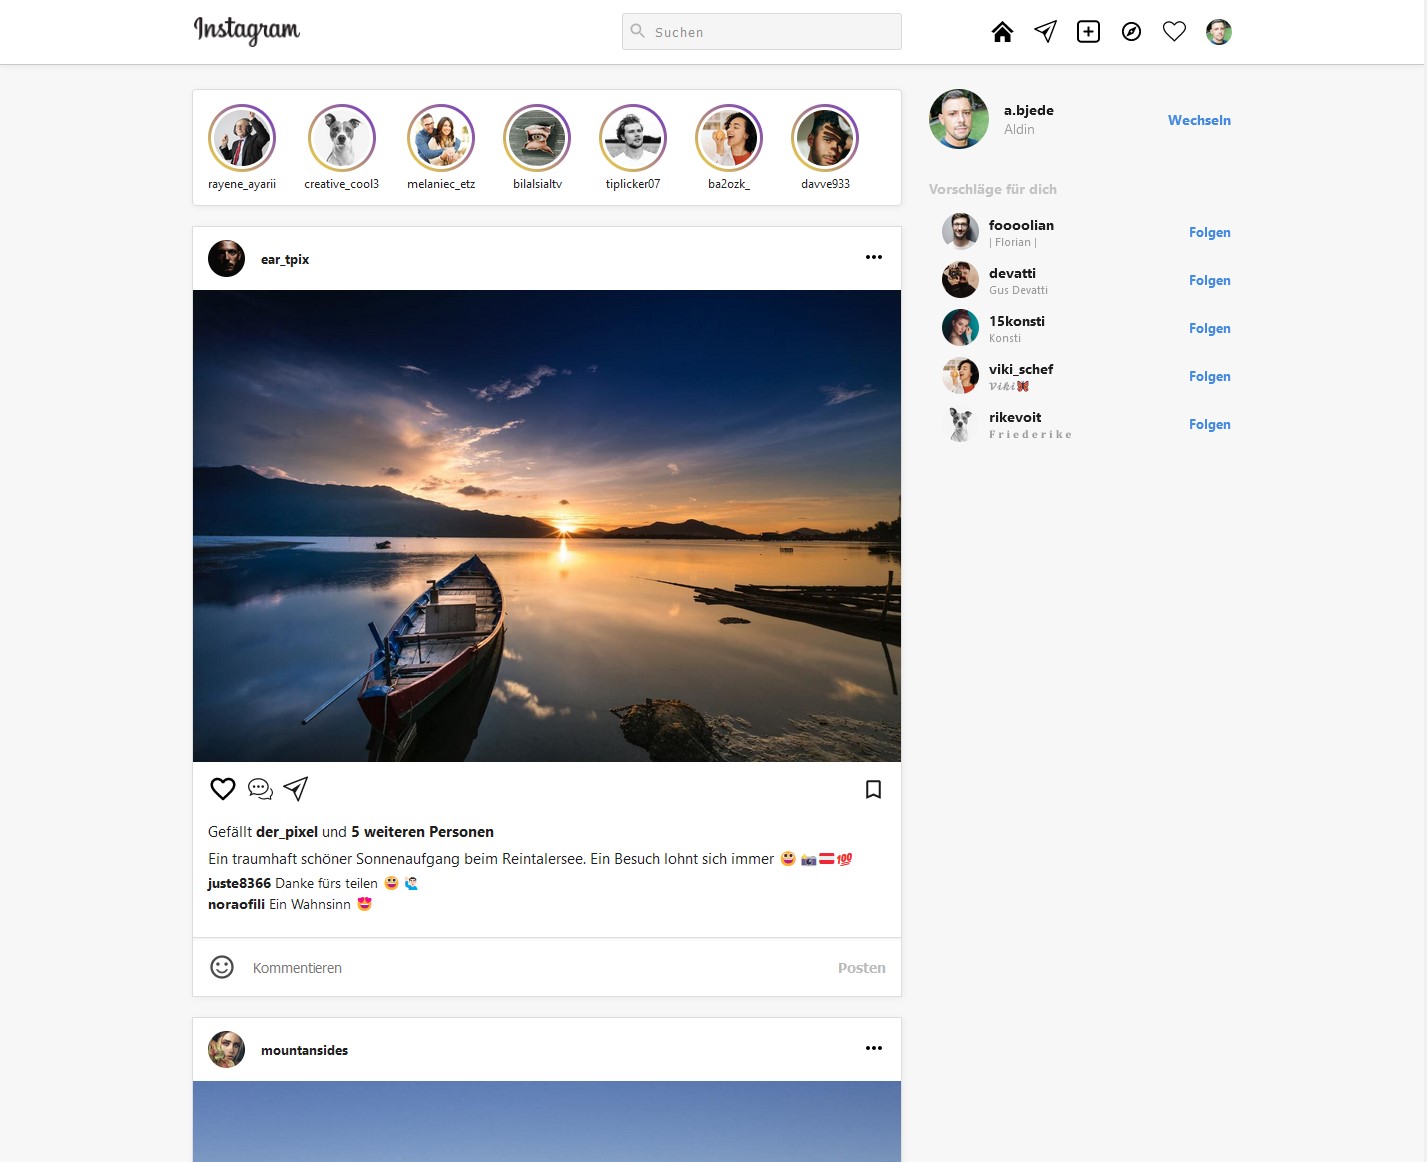 Instagram
Suchen
rayene_ayarii
creative_cool3
melaniec_etz
bilalsialtv
tiplicker07
ba2ozk_
davve933
a.bjede
Aldin
Wechseln
Vorschläge für dich
foooolian
| Florian |
Folgen
devatti
Gus Devatti
Folgen
15konsti
Konsti
Folgen
viki_schef
𝓥𝓲𝓴𝓲🦋
Folgen
rikevoit
𝐅 𝐫 𝐢 𝐞 𝐝 𝐞 𝐫 𝐢 𝐤 𝐞
Folgen
ear_tpix
Gefällt der_pixel und 5 weiteren Personen
Ein traumhaft schöner Sonnenaufgang beim Reintalersee. Ein Besuch lohnt sich immer 😀 📸🇦🇹💯
juste8366 Danke fürs teilen 😀 🙋🏻‍♂️
noraofili Ein Wahnsinn 😍
Kommentieren
Posten
mountansides